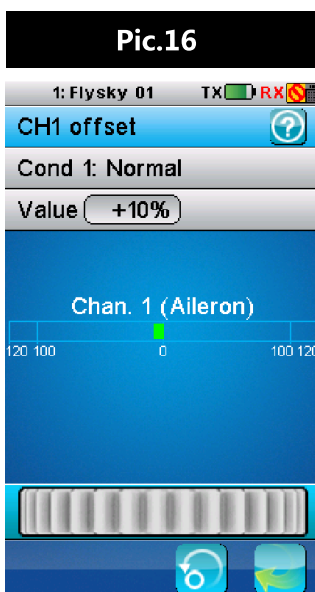 Pic.16
1: Flysky 01 TX RX
CH1 offset ?
Cond 1: Normal
Value +10%
Chan. 1 (Aileron)
120 100 0 100 120